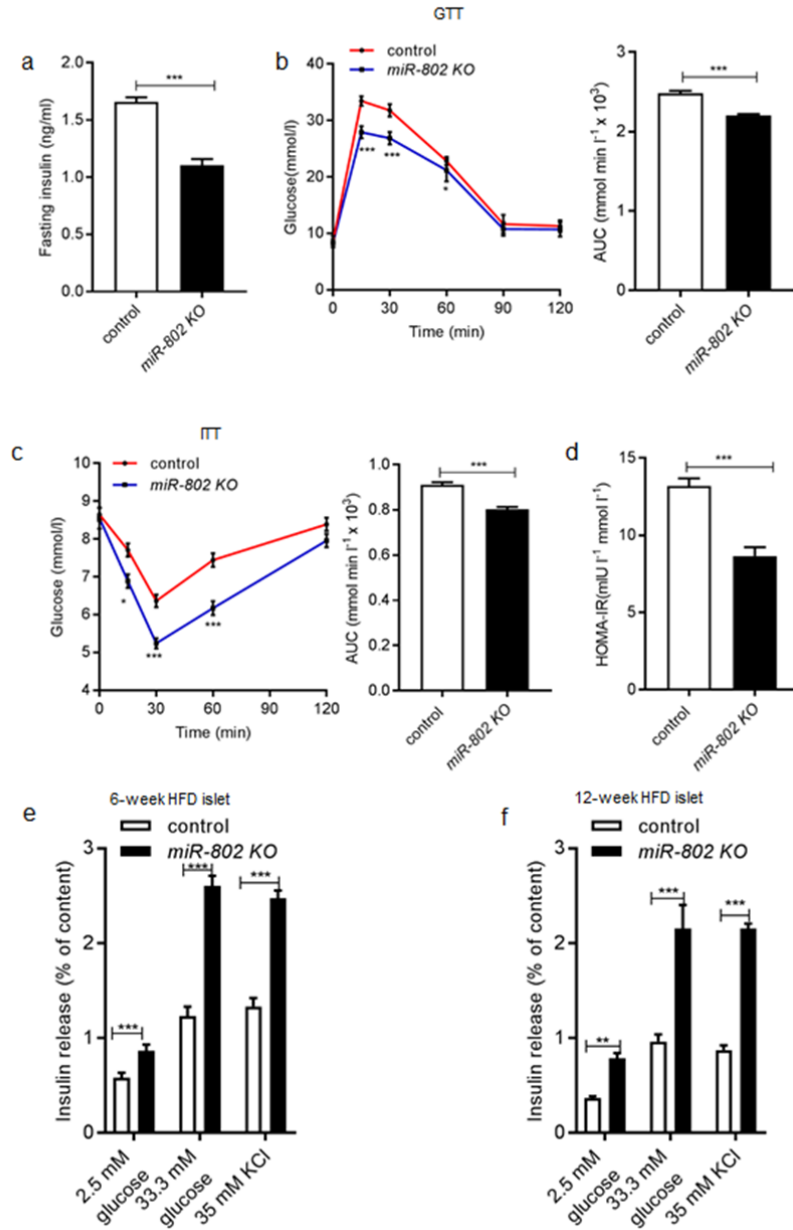 GTT
a
Fasting insulin (ng/ml)
2.0
1.5
1.0
0.5
0.0
***
control
miR-802 KO
b
control
miR-802 KO
Glucose(mmol/l)
40
30
20
10
0
***
***
*
0
30
60
90
120
Time (min)
AUC (mmol min l⁻¹ x 10³)
3
2
1
0
***
control
miR-802 KO
ITT
c
control
miR-802 KO
Glucose (mmol/l)
10
9
8
7
6
5
4
*
***
***
0
30
60
90
120
Time (min)
AUC (mmol min l⁻¹ x 10³)
1.0
0.8
0.6
0.4
0.2
0.0
***
control
miR-802 KO
d
HOMA-IR(mIU l⁻¹ mmol l⁻¹)
15
10
5
0
***
control
miR-802 KO
e
6-week HFD islet
control
miR-802 KO
Insulin release (% of content)
3
2
1
0
***
***
***
2.5 mM
glucose
33.3 mM
glucose
35 mM KCl
f
12-week HFD islet
control
miR-802 KO
Insulin release (% of content)
3
2
1
0
**
***
***
2.5 mM
glucose
33.3 mM
glucose
35 mM KCl